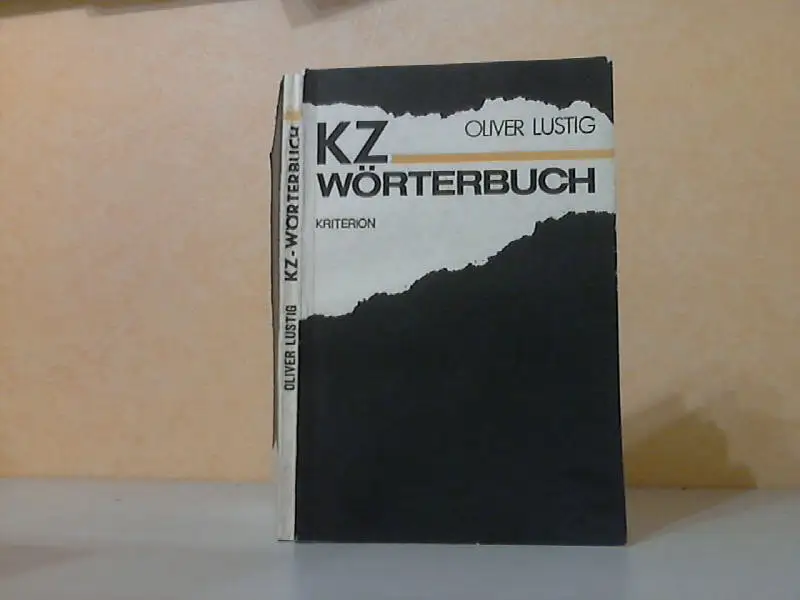 OLIVER LUSTIG
KZ
WÖRTERBUCH
KRITERION
OLIVER LUSTIG KZ-WÖRTERBUCH